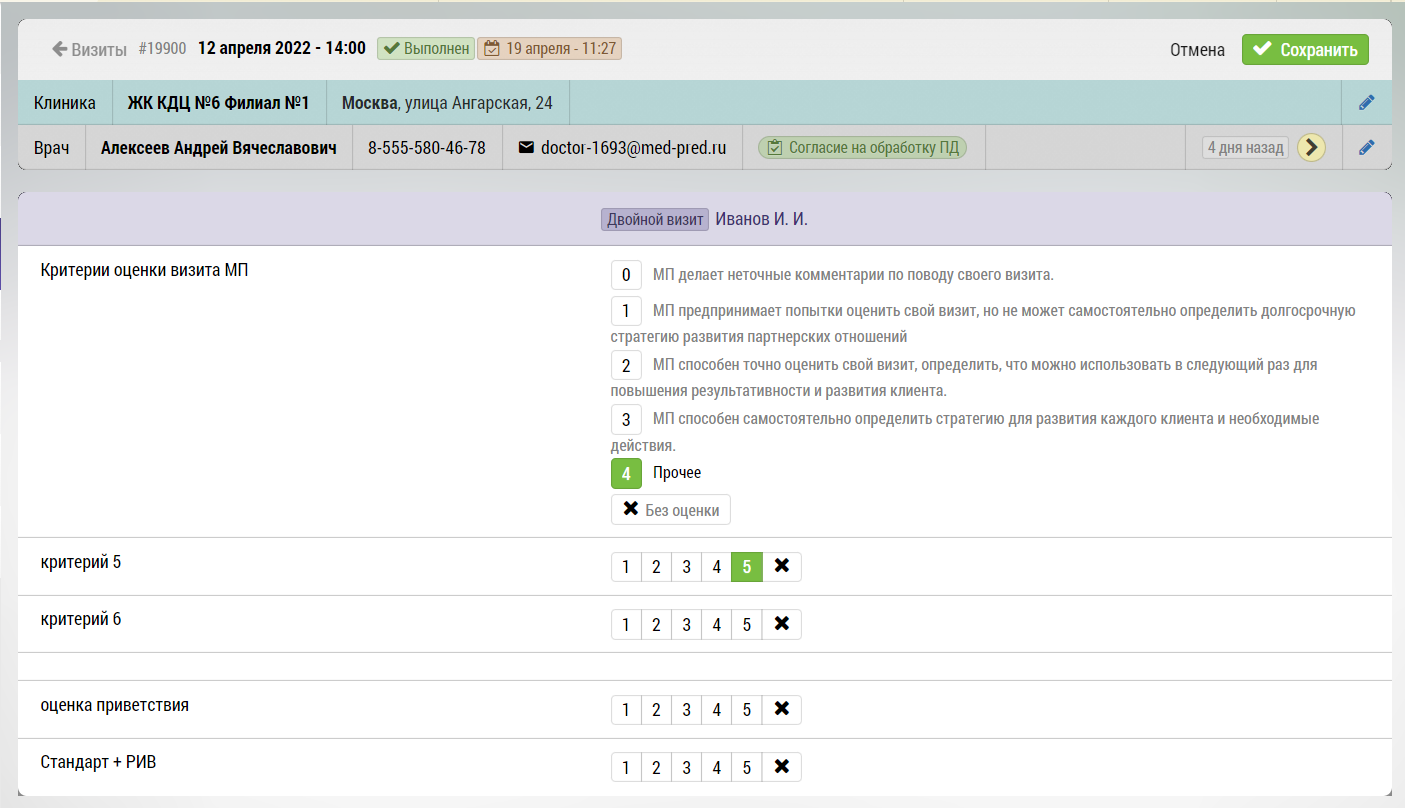 Визиты #19900 12 апреля 2022 - 14:00 Выполнен 19 апреля - 11:27 Отмена Сохранить
Клиника ЖК КДЦ №6 Филиал №1 Москва, улица Ангарская, 24
Врач Алексеев Андрей Вячеславович 8-555-580-46-78 doctor-1693@med-pred.ru Согласие на обработку ПД 4 дня назад
Двойной визит Иванов И. И.
Критерии оценки визита МП
0 МП делает неточные комментарии по поводу своего визита.
1 МП предпринимает попытки оценить свой визит, но не может самостоятельно определить долгосрочную
стратегию развития партнерских отношений
2 МП способен точно оценить свой визит, определить, что можно использовать в следующий раз для
повышения результативности и развития клиента.
3 МП способен самостоятельно определить стратегию для развития каждого клиента и необходимые
действия.
4 Прочее
Без оценки
критерий 5 1 2 3 4 5
критерий 6 1 2 3 4 5
оценка приветствия 1 2 3 4 5
Стандарт + РИВ 1 2 3 4 5